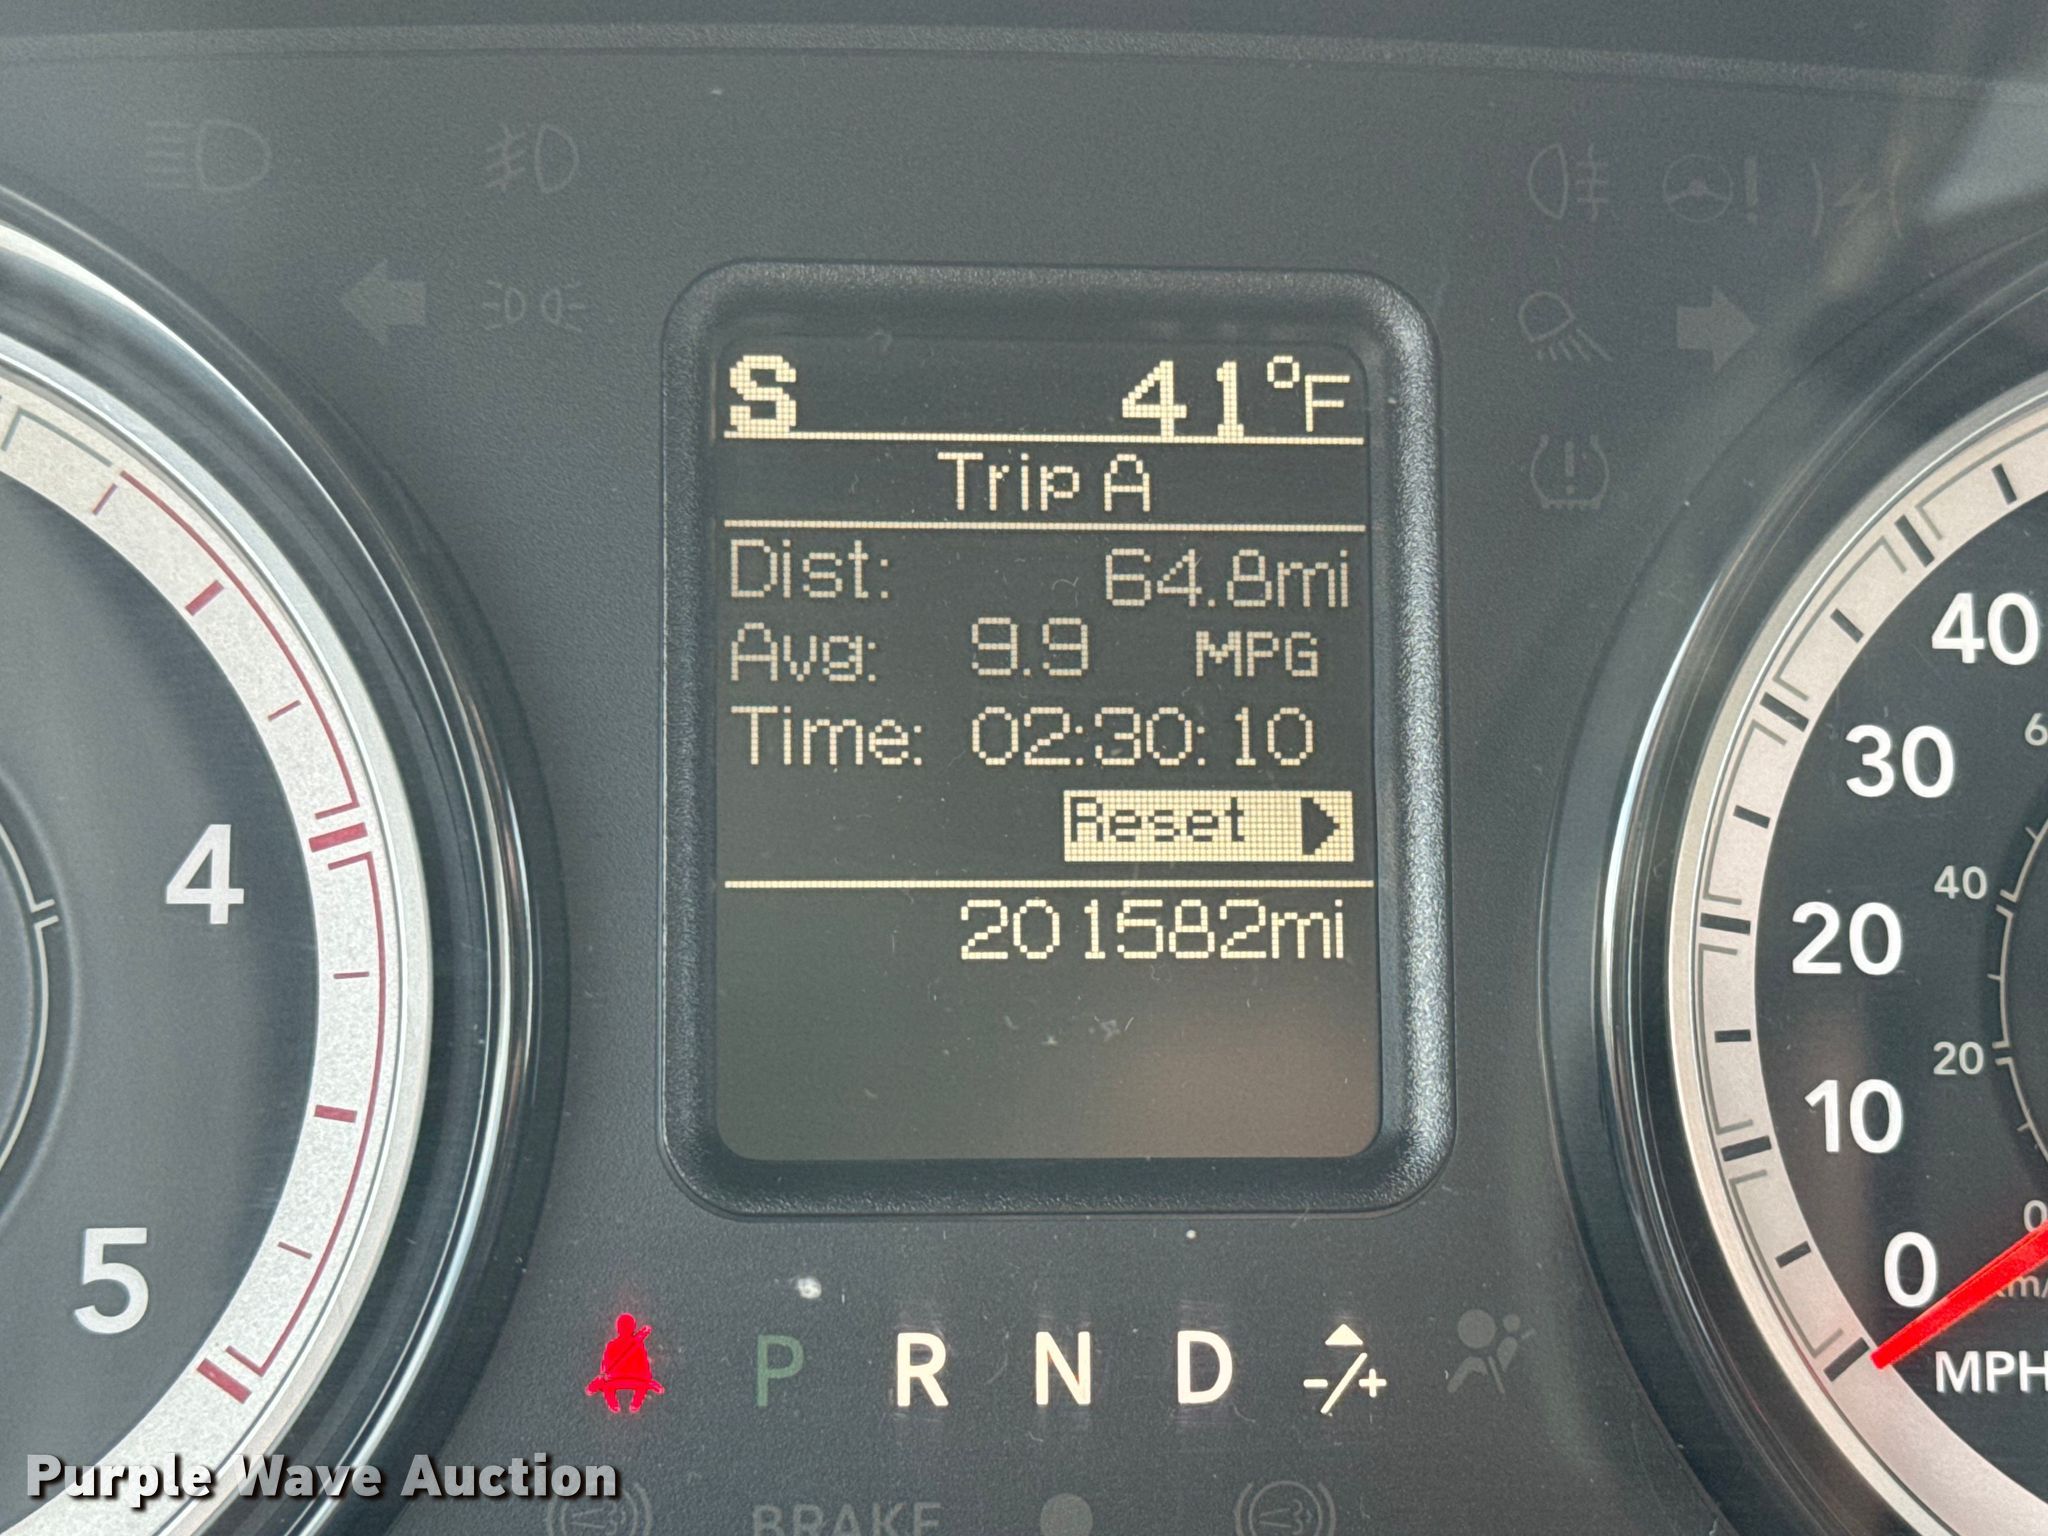 S 41°F
Trip A
Dist: 64.8mi
Avg: 9.9 MPG
Time: 02:30:10
Reset
201582mi
4
5
40
30
20
10
0
MPH
40
20
0
P R N D -/+
BRAKE
Purple Wave Auction